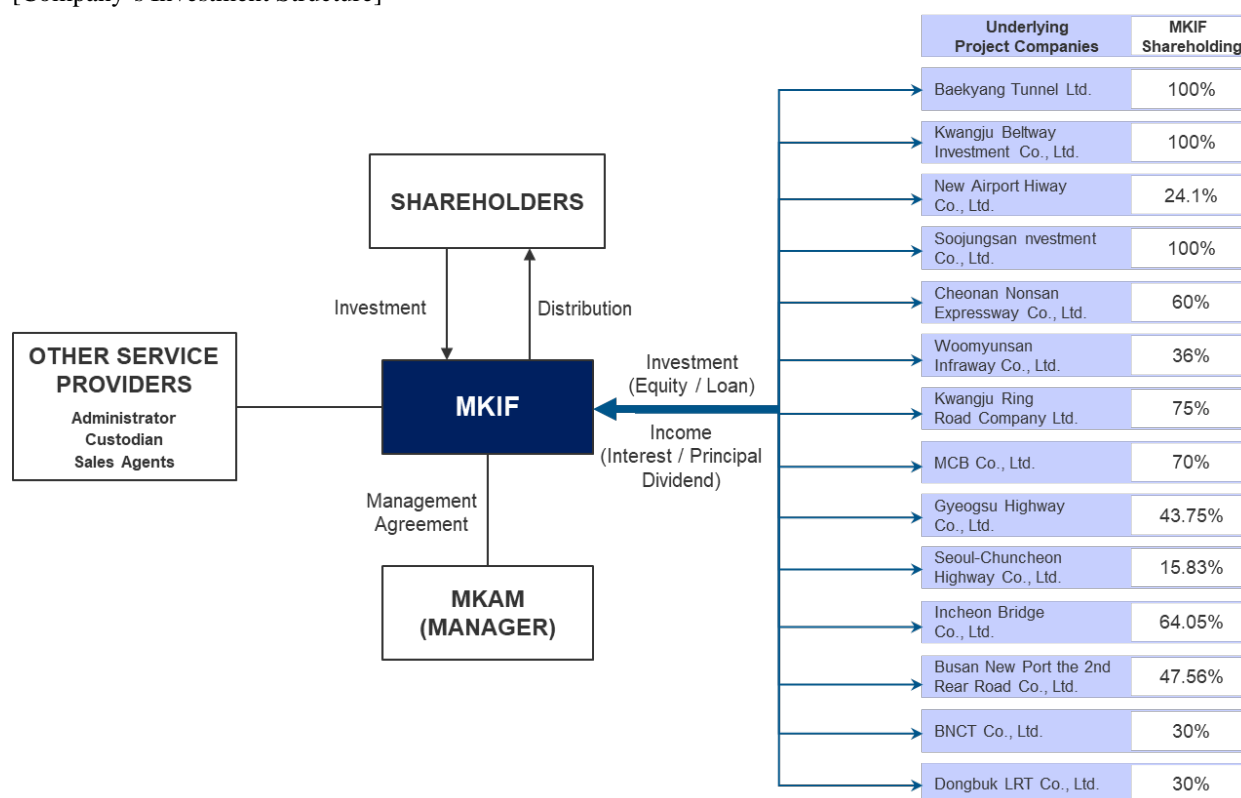 [Company's Investment Structure]
Underlying
Project Companies
MKIF
Shareholding
Baekyang Tunnel Ltd.
100%
Kwangju Beltway
Investment Co., Ltd.
100%
New Airport Hiway
Co., Ltd.
24.1%
Soojungsan nvestment
Co., Ltd.
100%
Cheonan Nonsan
Expressway Co., Ltd.
60%
Woomyunsan
Infraway Co., Ltd.
36%
Kwangju Ring
Road Company Ltd.
75%
MCB Co., Ltd.
70%
Gyeogsu Highway
Co., Ltd.
43.75%
Seoul-Chuncheon
Highway Co., Ltd.
15.83%
Incheon Bridge
Co., Ltd.
64.05%
Busan New Port the 2nd
Rear Road Co., Ltd.
47.56%
BNCT Co., Ltd.
30%
Dongbuk LRT Co., Ltd.
30%
SHAREHOLDERS
Investment
Distribution
OTHER SERVICE
PROVIDERS
Administrator
Custodian
Sales Agents
MKIF
Investment
(Equity / Loan)
Income
(Interest / Principal
Dividend)
Management
Agreement
MKAM
(MANAGER)